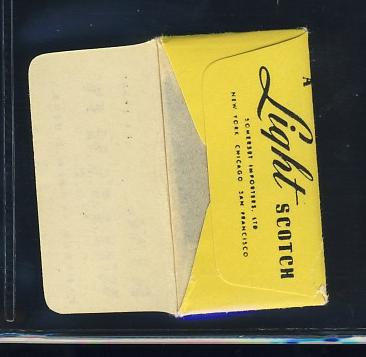 A
Light
SCOTCH
SOMERSET IMPORTERS, LTD
NEW YORK CHICAGO SAN FRANCISCO